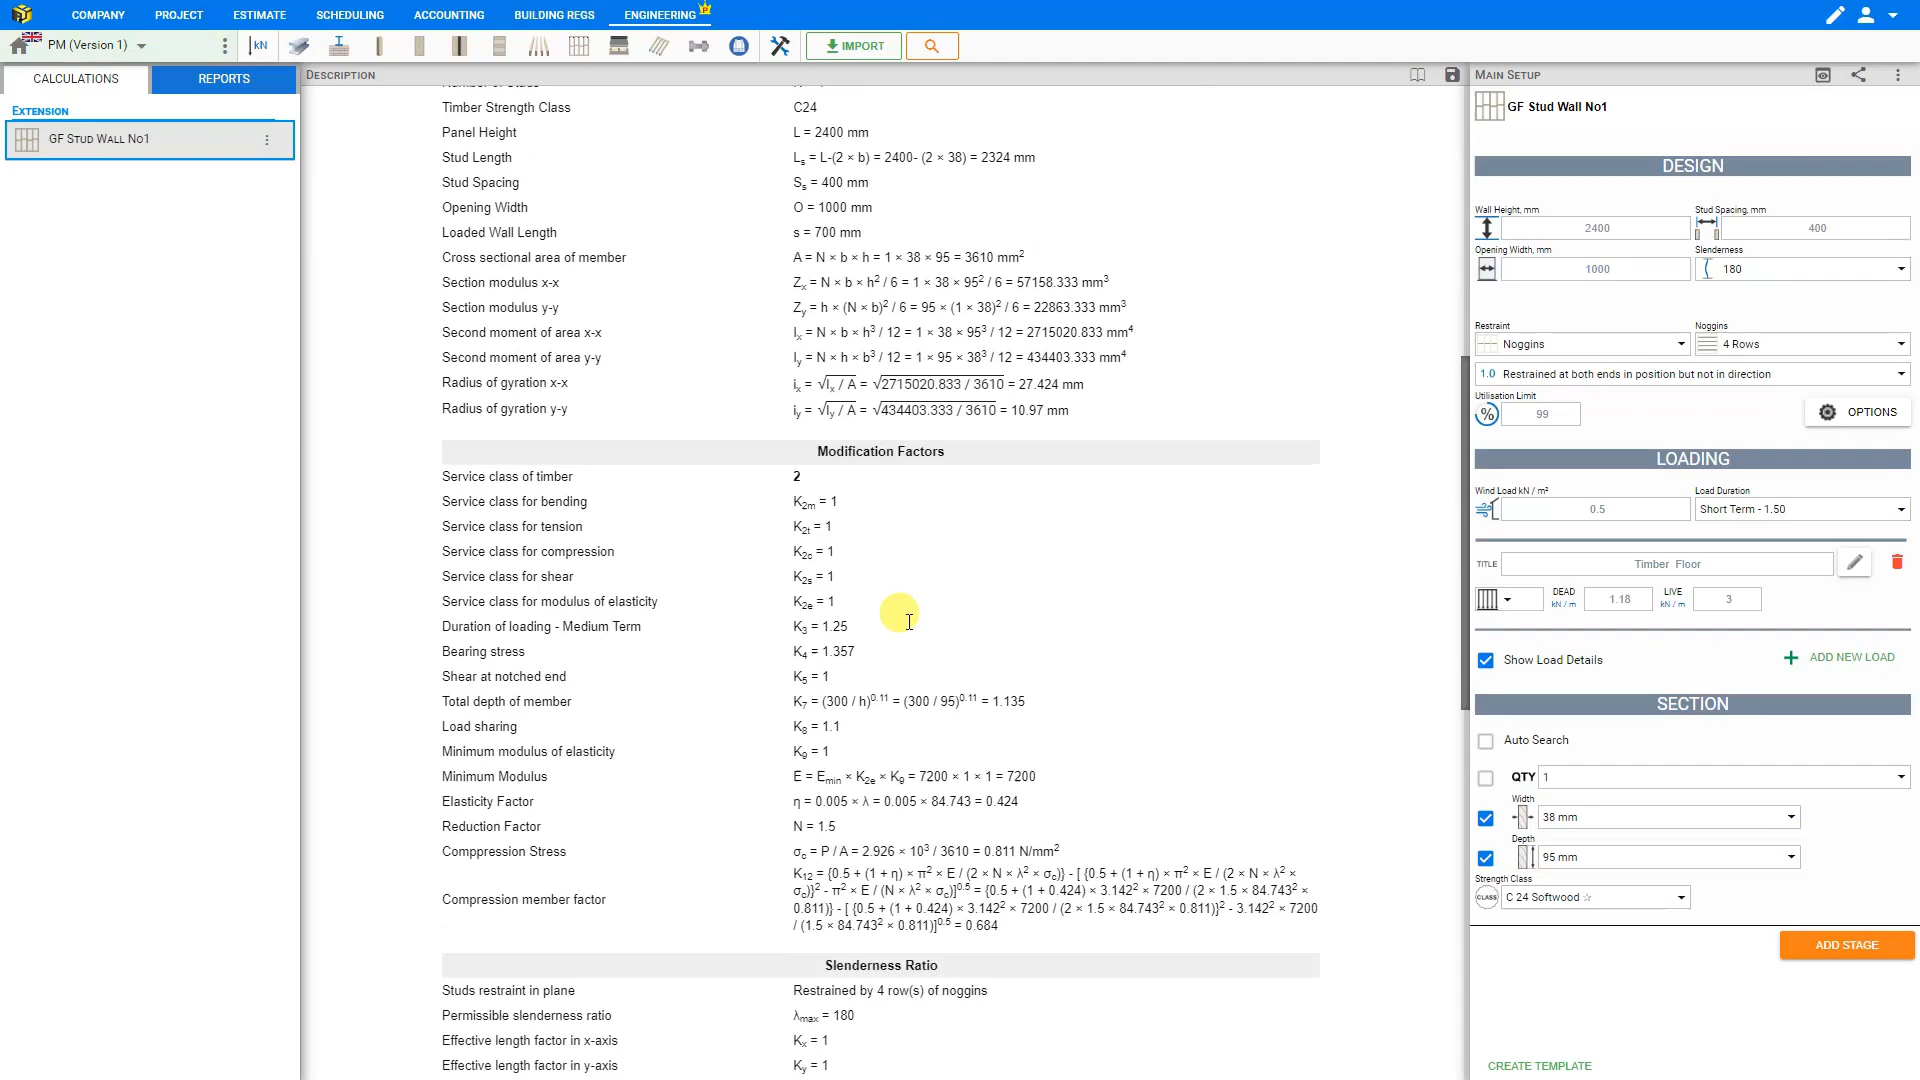 COMPANY PROJECT ESTIMATE SCHEDULING ACCOUNTING BUILDING REGS ENGINEERING
PM (Version 1) kN IMPORT
CALCULATIONS REPORTS
EXTENSION
GF STUD WALL NO1
DESCRIPTION
Timber Strength Class C24
Panel Height L = 2400 mm
Stud Length Ls = L-(2 × b) = 2400- (2 × 38) = 2324 mm
Stud Spacing Ss = 400 mm
Opening Width O = 1000 mm
Loaded Wall Length s = 700 mm
Cross sectional area of member A = N × b × h = 1 × 38 × 95 = 3610 mm²
Section modulus x-x Zx = N × b × h² / 6 = 1 × 38 × 95² / 6 = 57158.333 mm³
Section modulus y-y Zy = h × (N × b)² / 6 = 95 × (1 × 38)² / 6 = 22863.333 mm³
Second moment of area x-x Ix = N × b × h³ / 12 = 1 × 38 × 95³ / 12 = 2715020.833 mm⁴
Second moment of area y-y Iy = N × h × b³ / 12 = 1 × 95 × 38³ / 12 = 434403.333 mm⁴
Radius of gyration x-x ix = √Ix / A = √2715020.833 / 3610 = 27.424 mm
Radius of gyration y-y iy = √Iy / A = √434403.333 / 3610 = 10.97 mm
Modification Factors
Service class of timber 2
Service class for bending K2m = 1
Service class for tension K2t = 1
Service class for compression K2c = 1
Service class for shear K2s = 1
Service class for modulus of elasticity K2e = 1
Duration of loading - Medium Term K3 = 1.25
Bearing stress K4 = 1.357
Shear at notched end K5 = 1
Total depth of member K7 = (300 / h)^0.11 = (300 / 95)^0.11 = 1.135
Load sharing K8 = 1.1
Minimum modulus of elasticity K9 = 1
Minimum Modulus E = Emin × K2e × K9 = 7200 × 1 × 1 = 7200
Elasticity Factor η = 0.005 × λ = 0.005 × 84.743 = 0.424
Reduction Factor N = 1.5
Comppression Stress σc = P / A = 2.926 × 10³ / 3610 = 0.811 N/mm²
Compression member factor K12 = {0.5 + (1 + η) × π² × E / (2 × N × λ² × σc)} - [ {0.5 + (1 + η) × π² × E / (2 × N × λ² ×
σc)}² - π² × E / (N × λ² × σc)]^0.5 = {0.5 + (1 + 0.424) × 3.142² × 7200 / (2 × 1.5 × 84.743² ×
0.811)} - [ {0.5 + (1 + 0.424) × 3.142² × 7200 / (2 × 1.5 × 84.743² × 0.811)}² - 3.142² × 7200
/ (1.5 × 84.743² × 0.811)]^0.5 = 0.684
Slenderness Ratio
Studs restraint in plane Restrained by 4 row(s) of noggins
Permissible slenderness ratio λmax = 180
Effective length factor in x-axis Kx = 1
Effective length factor in y-axis Ky = 1
MAIN SETUP
GF Stud Wall No1
DESIGN
Wall Height, mm Stud Spacing, mm
2400 400
Opening Width, mm Slenderness
1000 180
Restraint Noggins
Noggins 4 Rows
1.0 Restrained at both ends in position but not in direction
Utilisation Limit
% 99 OPTIONS
LOADING
Wind Load kN / m² Load Duration
0.5 Short Term - 1.50
TITLE Timber Floor
DEAD kN / m 1.18 LIVE kN / m 3
Show Load Details ADD NEW LOAD
SECTION
Auto Search
QTY 1
Width
38 mm
Depth
95 mm
Strength Class
CLASS C 24 Softwood ☆
ADD STAGE
CREATE TEMPLATE